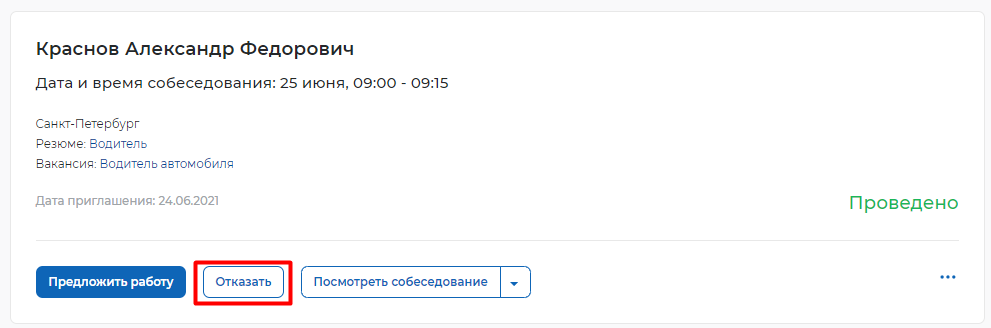 Краснов Александр Федорович
Дата и время собеседования: 25 июня, 09:00 - 09:15
Санкт-Петербург
Резюме: Водитель
Вакансия: Водитель автомобиля
Дата приглашения: 24.06.2021
Проведено
Предложить работу
Отказать
Посмотреть собеседование